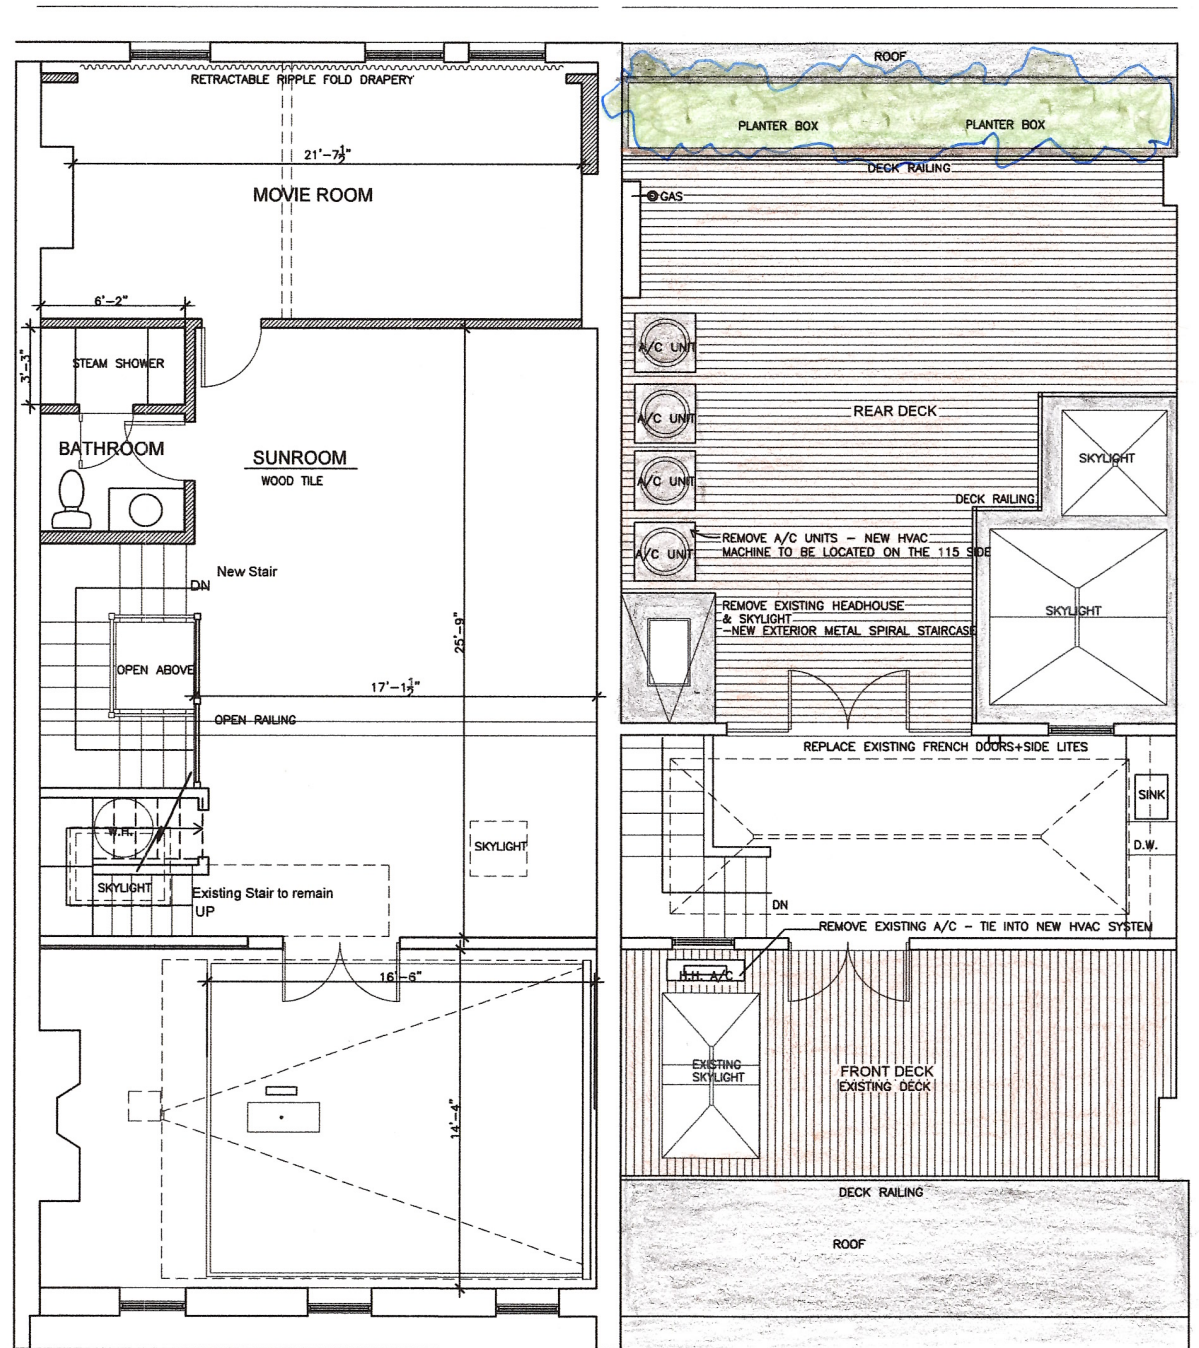 RETRACTABLE RIPPLE FOLD DRAPERY
21'-7½"
MOVIE ROOM
6'-2"
3'-3"
STEAM SHOWER
BATHROOM
SUNROOM
WOOD TILE
New Stair
DN
OPEN ABOVE
25'-9"
17'-1½"
OPEN RAILING
W.H.
SKYLIGHT
SKYLIGHT
Existing Stair to remain
UP
16'-6"
14'-4"
ROOF
PLANTER BOX
PLANTER BOX
DECK RAILING
GAS
A/C UNIT
A/C UNIT
A/C UNIT
A/C UNIT
REAR DECK
SKYLIGHT
DECK RAILING
REMOVE A/C UNITS - NEW HVAC
MACHINE TO BE LOCATED ON THE 115 SIDE
SKYLIGHT
REMOVE EXISTING HEADHOUSE
& SKYLIGHT
-NEW EXTERIOR METAL SPIRAL STAIRCASE
REPLACE EXISTING FRENCH DOORS+SIDE LITES
SINK
D.W.
DN
REMOVE EXISTING A/C - TIE INTO NEW HVAC SYSTEM
H.H. A/C
EXISTING
SKYLIGHT
FRONT DECK
EXISTING DECK
DECK RAILING
ROOF